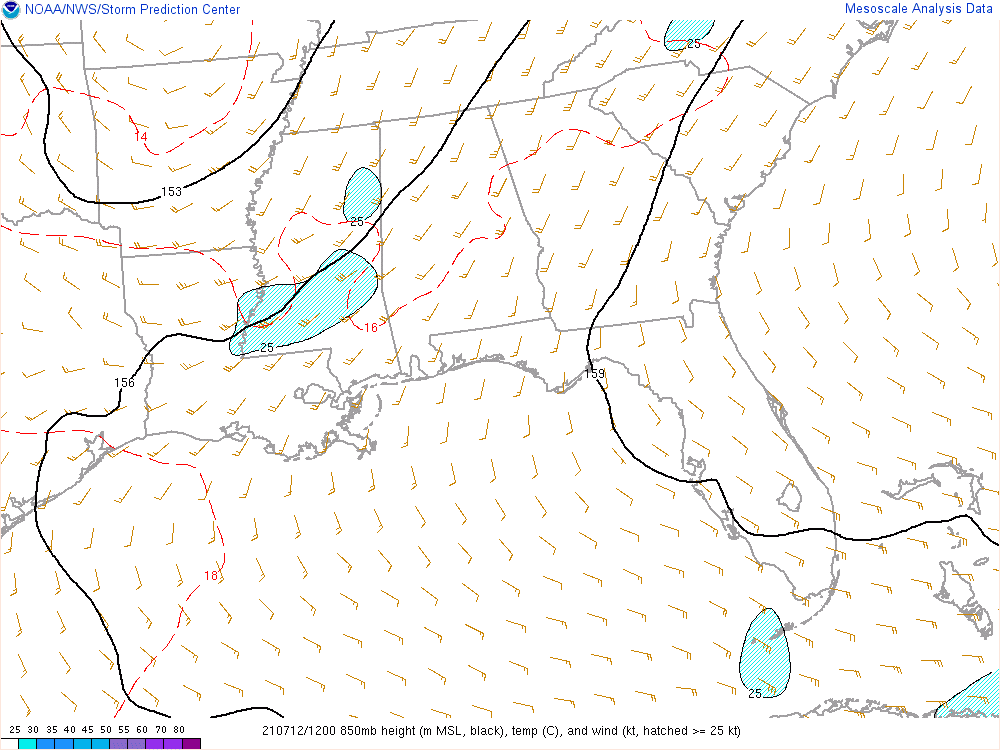 NOAA/NWS/Storm Prediction Center
Mesoscale Analysis Data
25
14
153
25
16
25
156
159
18
25
25 30 35 40 45 50 55 60 70 80
210712/1200 850mb height (m MSL, black), temp (C), and wind (kt, hatched >= 25 kt)